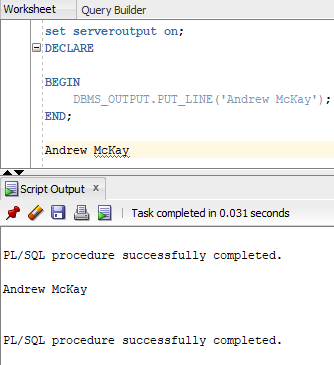 Worksheet Query Builder
set serveroutput on;
DECLARE
BEGIN
DBMS_OUTPUT.PUT_LINE('Andrew McKay');
END;
Andrew McKay
Script Output x
Task completed in 0.031 seconds
PL/SQL procedure successfully completed.
Andrew McKay
PL/SQL procedure successfully completed.